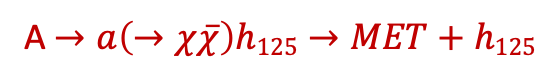 A → a(→ χχ̄)h₁₂₅ → MET + h₁₂₅